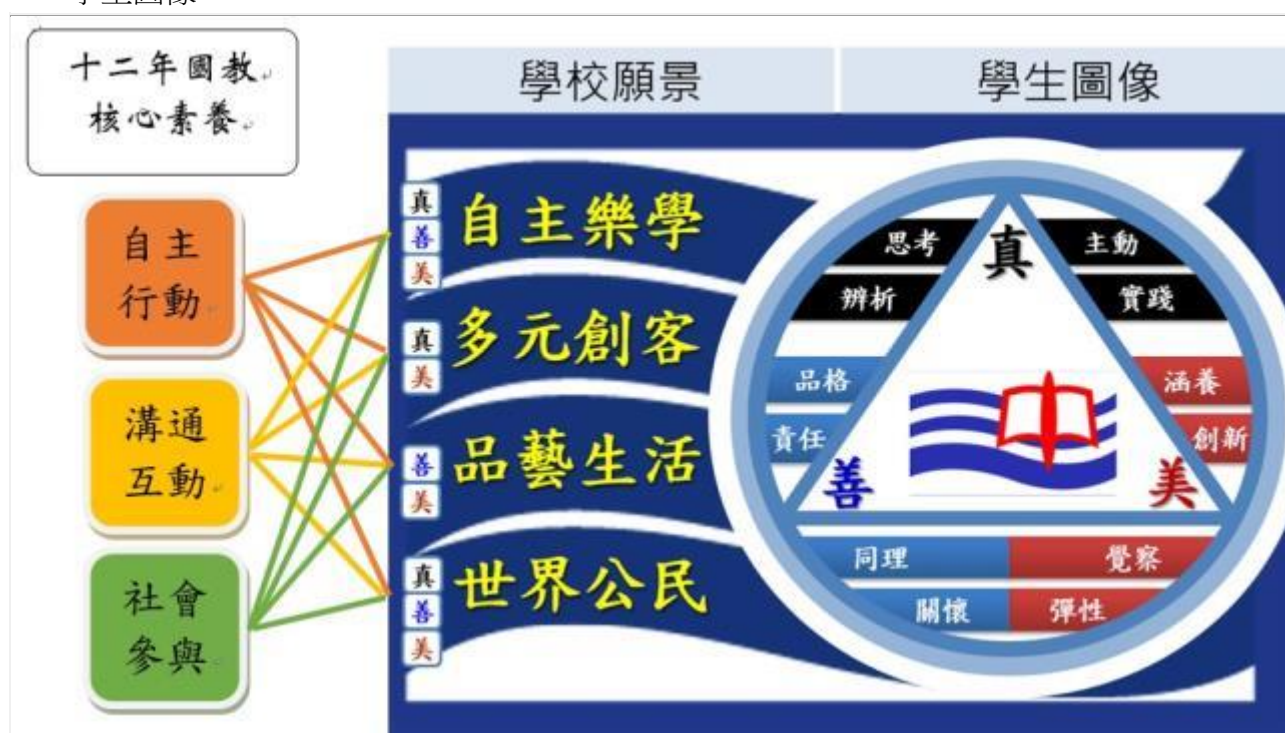 學生圖像
十二年國教
核心素養
學校願景
學生圖像
自主
行動
溝通
互動
社會
參與
真
善
美
自主樂學
真
美
多元創客
善
美
品藝生活
真
善
美
世界公民
真
思考
主動
辨析
實踐
品格
涵養
責任
創新
善
美
同理
覺察
關懷
彈性